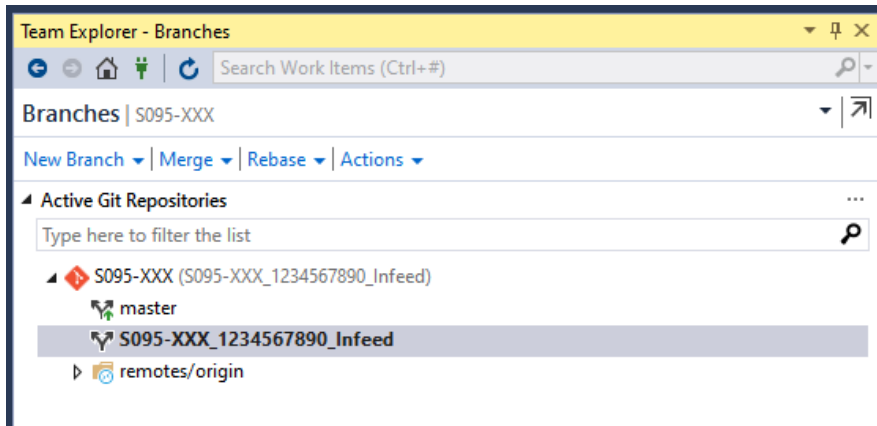 Team Explorer - Branches
Search Work Items (Ctrl+#)
Branches | S095-XXX
New Branch | Merge | Rebase | Actions
Active Git Repositories ...
Type here to filter the list
S095-XXX (S095-XXX_1234567890_Infeed)
master
S095-XXX_1234567890_Infeed
remotes/origin